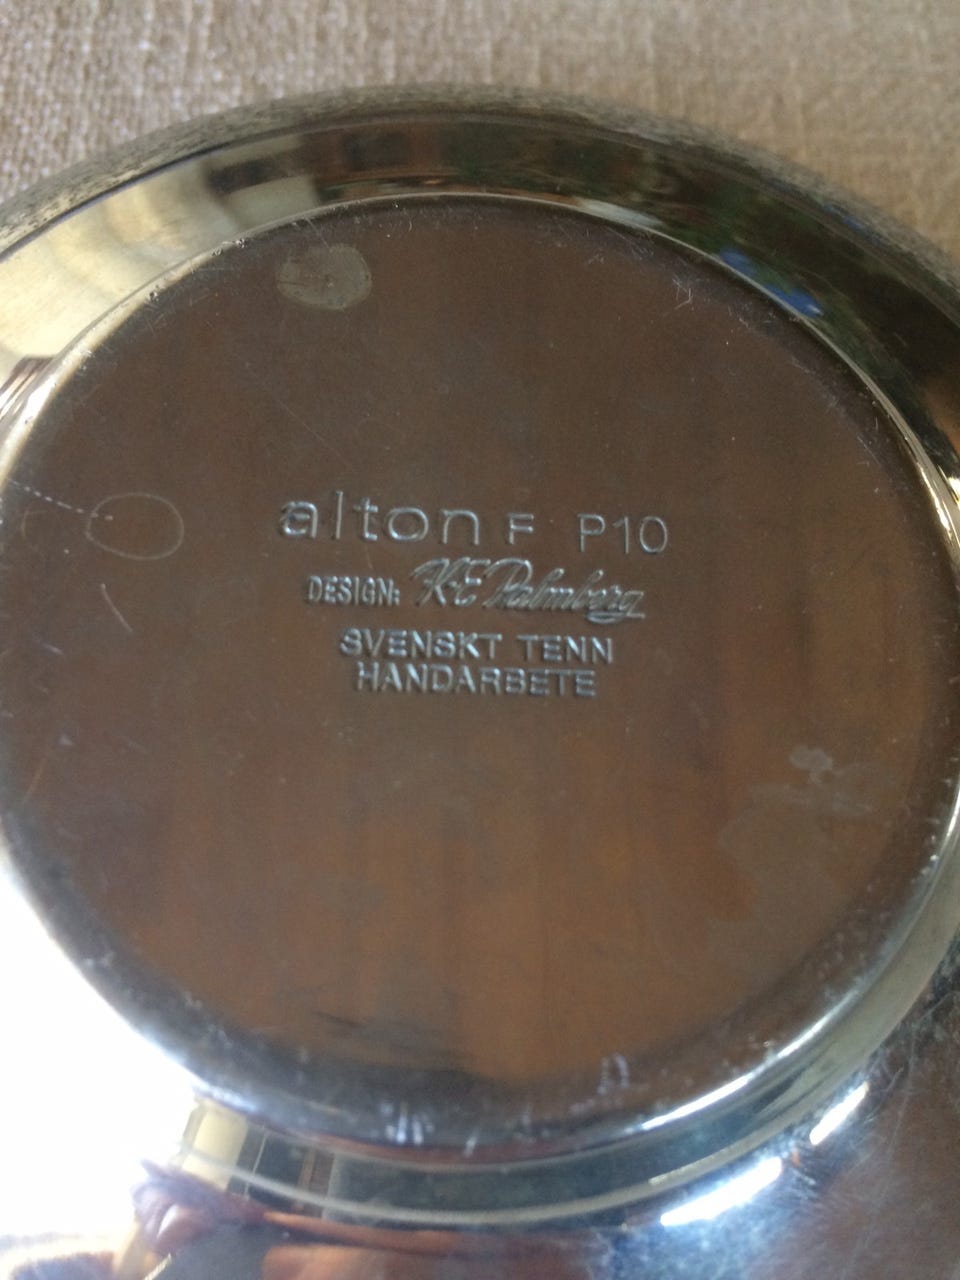 alton F P10
DESIGN: K-E Palmberg
SVENSKT TENN
HANDARBETE